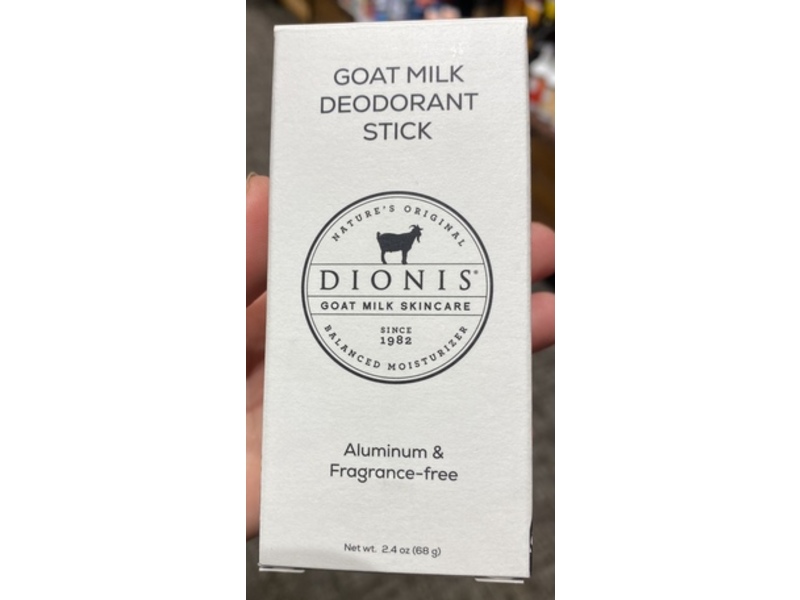 GOAT MILK
DEODORANT
STICK
NATURE'S ORIGINAL
DIONIS®
GOAT MILK SKINCARE
SINCE
1982
BALANCED MOISTURIZER
Aluminum &
Fragrance-free
Net wt. 2.4 oz (68 g)